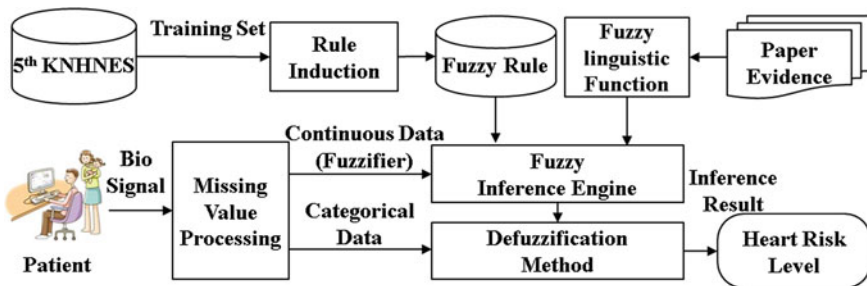 Training Set
5th KNHNES
Rule
Induction
Fuzzy Rule
Fuzzy
linguistic
Function
Paper
Evidence
Bio
Signal
Patient
Missing
Value
Processing
Continuous Data
(Fuzzifier)
Categorical
Data
Fuzzy
Inference Engine
Defuzzification
Method
Inference
Result
Heart Risk
Level